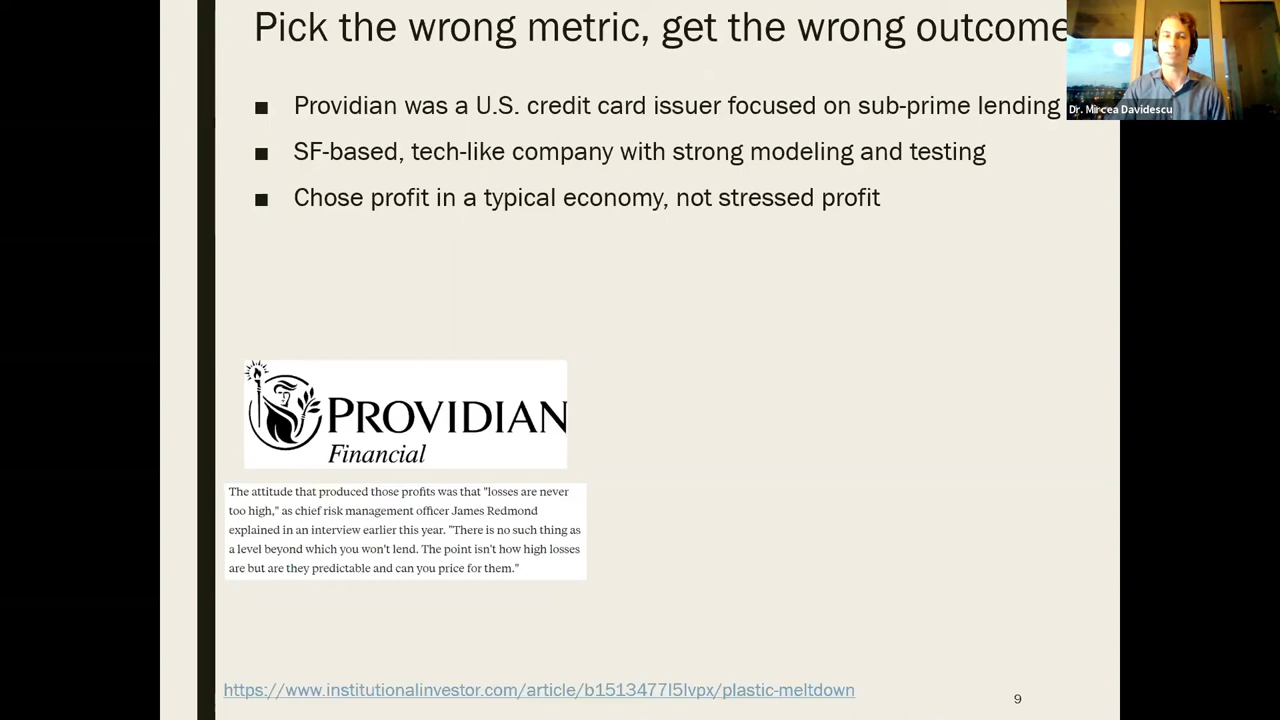 Pick the wrong metric, get the wrong outcome
Dr. Mircea Davidescu
■ Providian was a U.S. credit card issuer focused on sub-prime lending
■ SF-based, tech-like company with strong modeling and testing
■ Chose profit in a typical economy, not stressed profit
PROVIDIAN
Financial
The attitude that produced those profits was that "losses are never
too high," as chief risk management officer James Redmond
explained in an interview earlier this year. "There is no such thing as
a level beyond which you won't lend. The point isn't how high losses
are but are they predictable and can you price for them."
https://www.institutionalinvestor.com/article/b1513477l5lvpx/plastic-meltdown
9